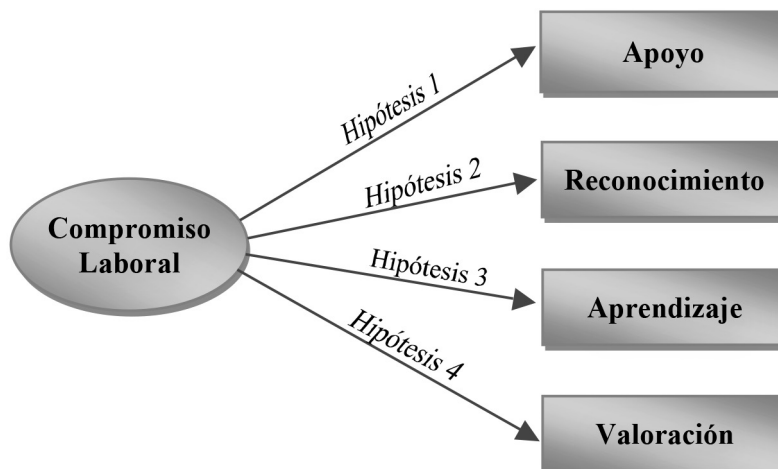 Compromiso
Laboral
Hipótesis 1
Apoyo
Hipótesis 2
Reconocimiento
Hipótesis 3
Aprendizaje
Hipótesis 4
Valoración